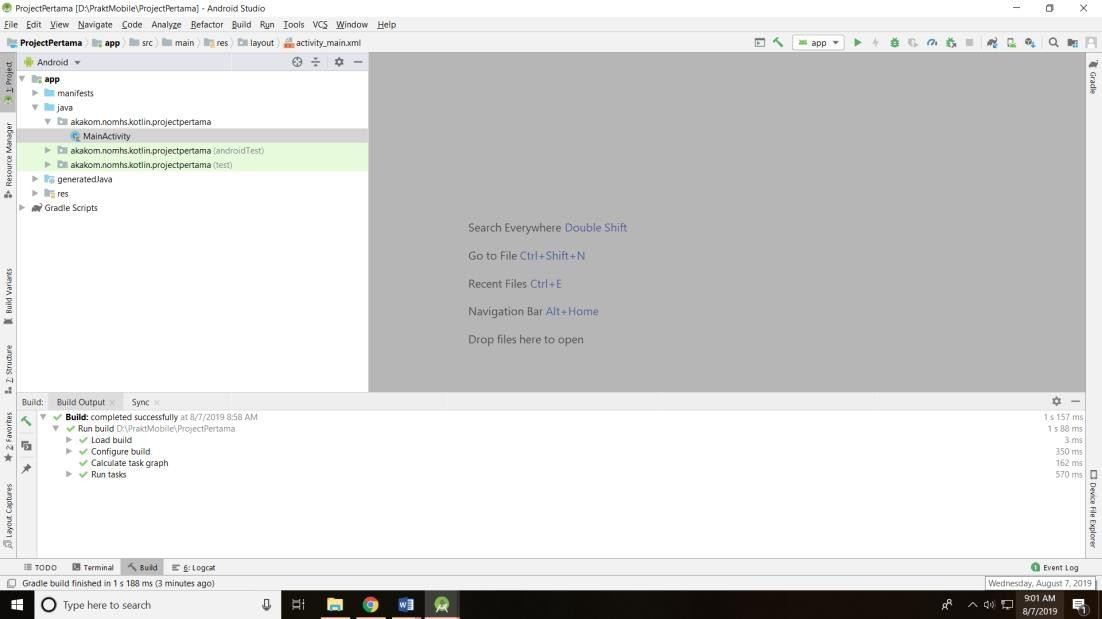 ProjectPertama [D:\PraktMobile\ProjectPertama] - Android Studio
File Edit View Navigate Code Analyze Refactor Build Run Tools VCS Window Help
ProjectPertama app src main res layout activity_main.xml
app
1: Project
Resource Manager
Build Variants
7: Structure
2: Favorites
Layout Captures
Android
app
manifests
java
akakom.nomhs.kotlin.projectpertama
MainActivity
akakom.nomhs.kotlin.projectpertama (androidTest)
akakom.nomhs.kotlin.projectpertama (test)
generatedJava
res
Gradle Scripts
Search Everywhere Double Shift
Go to File Ctrl+Shift+N
Recent Files Ctrl+E
Navigation Bar Alt+Home
Drop files here to open
Gradle
Device File Explorer
Build: Build Output Sync
Build: completed successfully at 8/7/2019 8:58 AM 1 s 157 ms
Run build D:\PraktMobile\ProjectPertama 1 s 88 ms
Load build 3 ms
Configure build 350 ms
Calculate task graph 162 ms
Run tasks 570 ms
TODO Terminal Build 6: Logcat 1 Event Log
Gradle build finished in 1 s 188 ms (3 minutes ago)
Wednesday, August 7, 2019
Type here to search
9:01 AM
8/7/2019
1